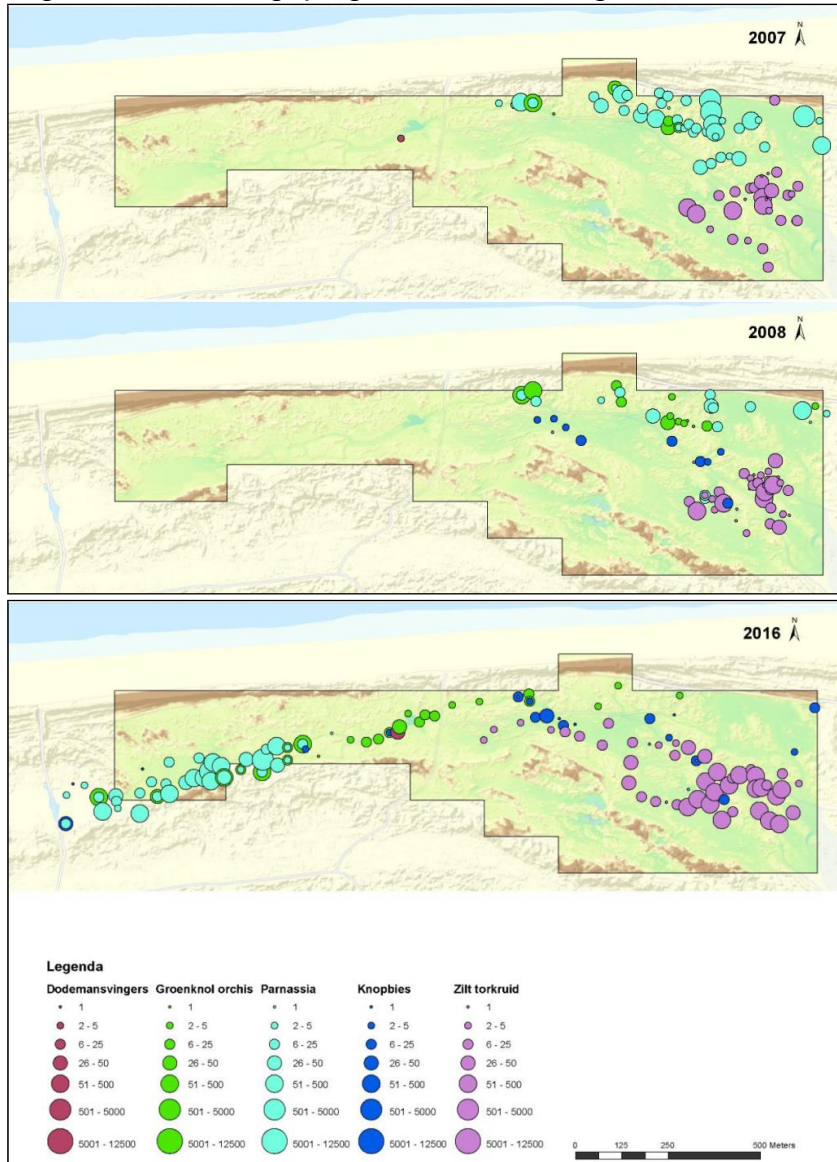 2007
N
2008
N
2016
N
Legenda
Dodemansvingers Groenknol orchis Parnassia Knopbies Zilt torkruid
1 1 1 1 1
2 - 5 2 - 5 2 - 5 2 - 5 2 - 5
6 - 25 6 - 25 6 - 25 6 - 25 6 - 25
26 - 50 26 - 50 26 - 50 26 - 50 26 - 50
51 - 500 51 - 500 51 - 500 51 - 500 51 - 500
501 - 5000 501 - 5000 501 - 5000 501 - 5000 501 - 5000
5001 - 12500 5001 - 12500 5001 - 12500 5001 - 12500 5001 - 12500
0 125 250 500 Meters